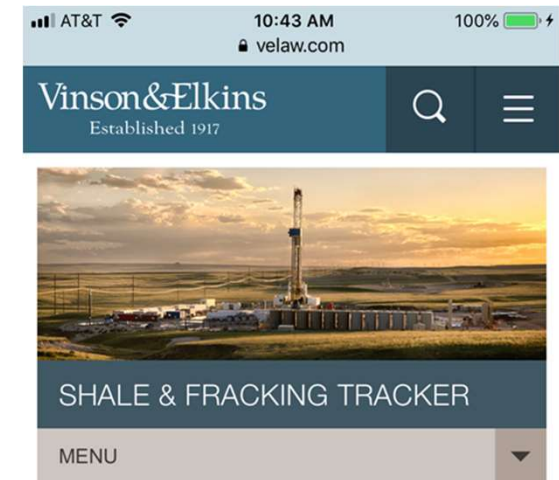 AT&T 10:43 AM 100%
velaw.com
Vinson&Elkins
Established 1917
SHALE & FRACKING TRACKER
MENU